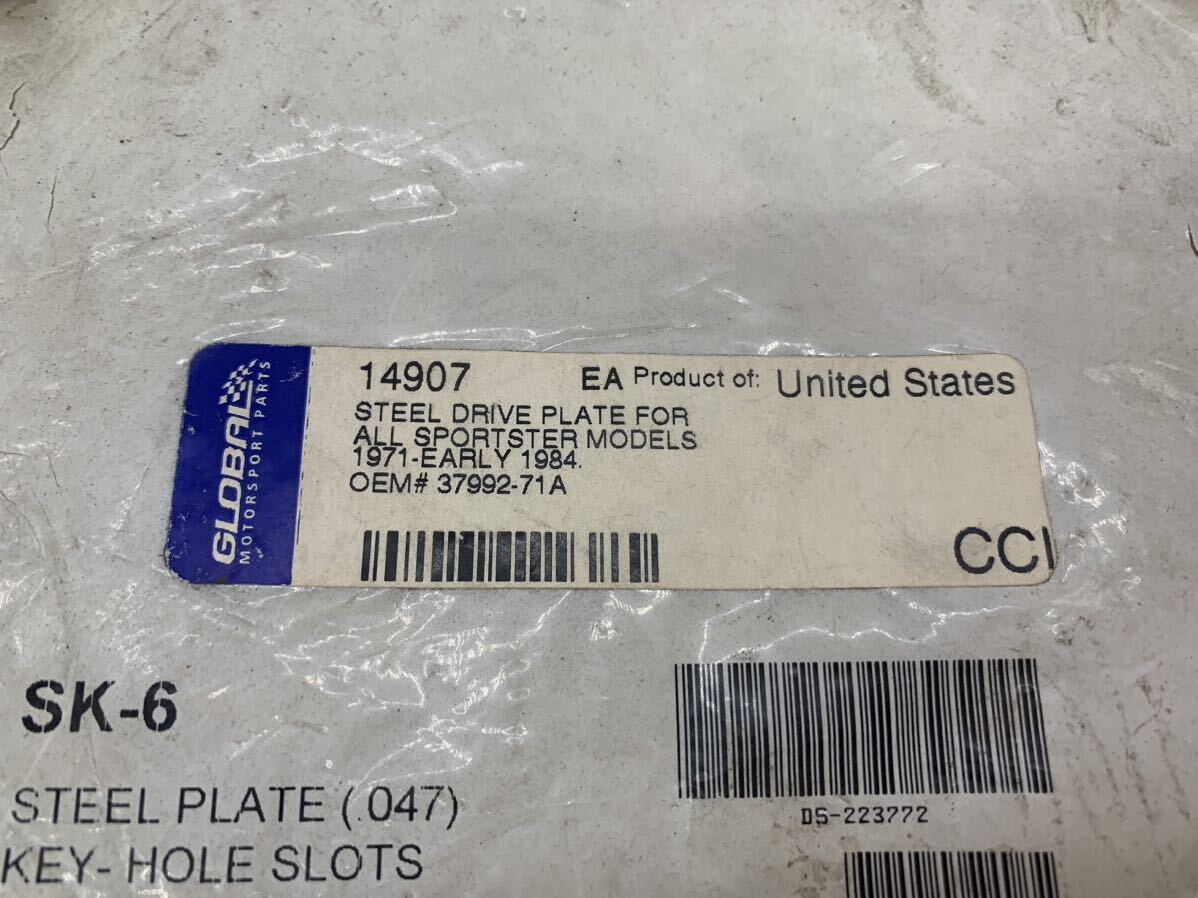 GLOBAL
MOTORSPORT PARTS
14907 EA Product of: United States
STEEL DRIVE PLATE FOR
ALL SPORTSTER MODELS
1971-EARLY 1984.
OEM# 37992-71A
CCI
SK-6
STEEL PLATE (.047)
KEY- HOLE SLOTS
DS-223772